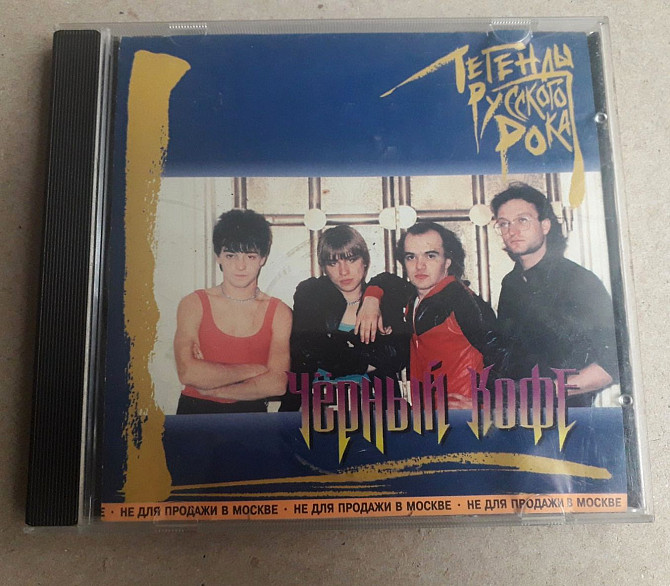 Легенды
Русского
Рока
Чёрный Кофе
Е · НЕ ДЛЯ ПРОДАЖИ В МОСКВЕ · НЕ ДЛЯ ПРОДАЖИ В МОСКВЕ · НЕ ДЛЯ ПРОДАЖИ В МОСКВЕ